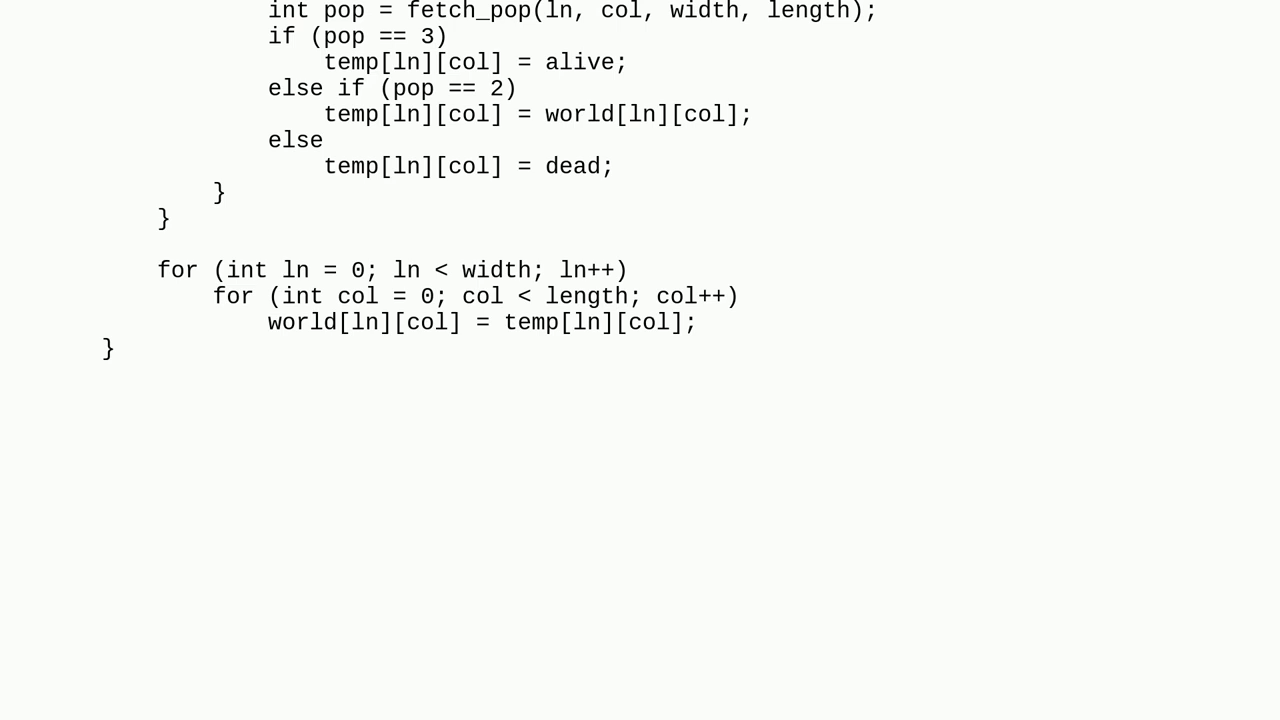 int pop = fetch_pop(ln, col, width, length);
if (pop == 3)
temp[ln][col] = alive;
else if (pop == 2)
temp[ln][col] = world[ln][col];
else
temp[ln][col] = dead;
}
}
for (int ln = 0; ln < width; ln++)
for (int col = 0; col < length; col++)
world[ln][col] = temp[ln][col];
}